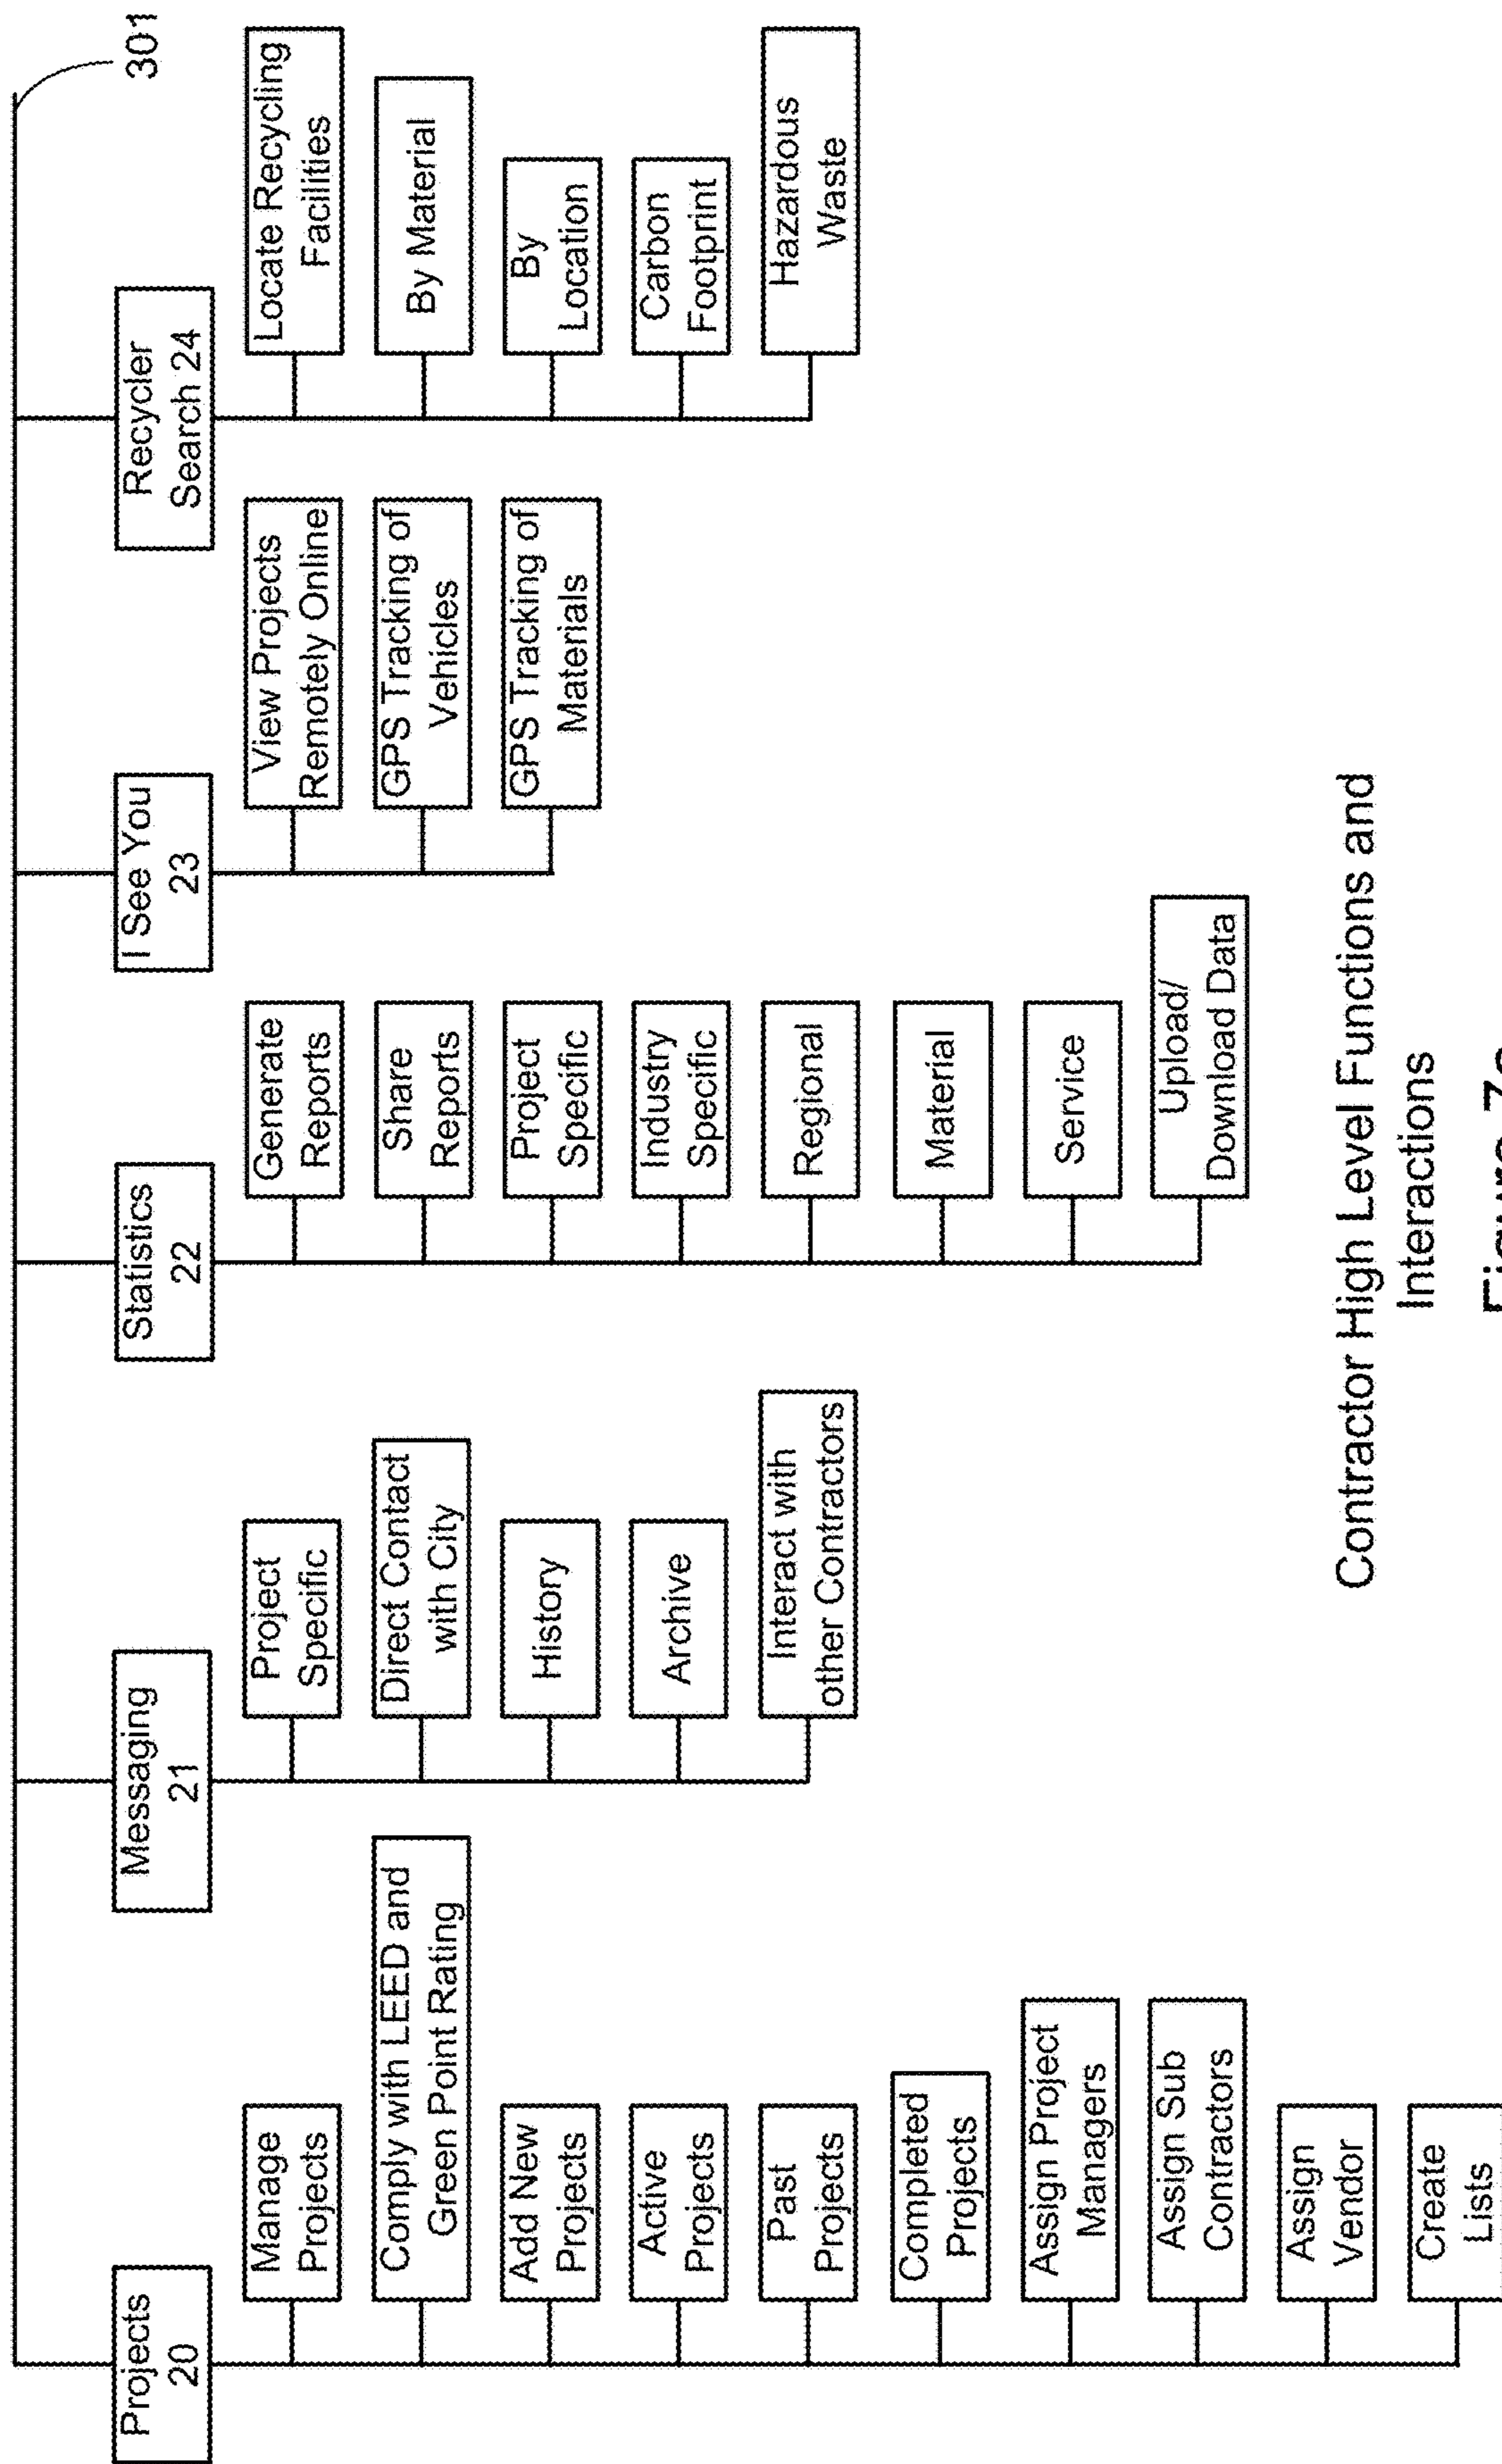 301
Projects
20
Manage
Projects
Comply with LEED and
Green Point Rating
Add New
Projects
Active
Projects
Past
Projects
Completed
Projects
Assign Project
Managers
Assign Sub
Contractors
Assign
Vendor
Create
Lists
Messaging
21
Project
Specific
Direct Contact
with City
History
Archive
Interact with
other Contractors
Statistics
22
Generate
Reports
Share
Reports
Project
Specific
Industry
Specific
Regional
Material
Service
Upload/
Download Data
I See You
23
View Projects
Remotely Online
GPS Tracking of
Vehicles
GPS Tracking of
Materials
Recycler
Search 24
Locate Recycling
Facilities
By Material
By
Location
Carbon
Footprint
Hazardous
Waste
Contractor High Level Functions and
Interactions
Figure